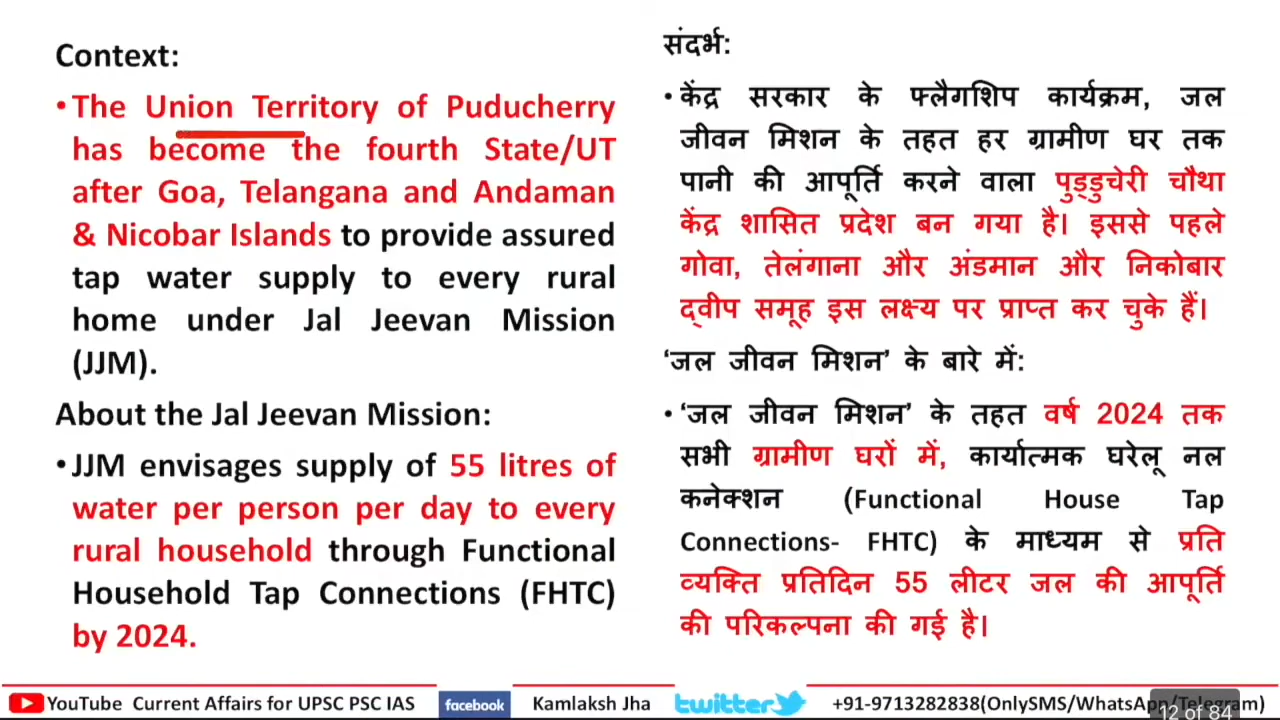 Context:
•The Union Territory of Puducherry
has become the fourth State/UT
after Goa, Telangana and Andaman
& Nicobar Islands to provide assured
tap water supply to every rural
home under Jal Jeevan Mission
(JJM).
About the Jal Jeevan Mission:
•JJM envisages supply of 55 litres of
water per person per day to every
rural household through Functional
Household Tap Connections (FHTC)
by 2024.
संदर्भ:
•केंद्र सरकार के फ्लैगशिप कार्यक्रम, जल
जीवन मिशन के तहत हर ग्रामीण घर तक
पानी की आपूर्ति करने वाला पुड्डुचेरी चौथा
केंद्र शासित प्रदेश बन गया है। इससे पहले
गोवा, तेलंगाना और अंडमान और निकोबार
द्वीप समूह इस लक्ष्य पर प्राप्त कर चुके हैं।
‘जल जीवन मिशन’ के बारे में:
•‘जल जीवन मिशन’ के तहत वर्ष 2024 तक
सभी ग्रामीण घरों में, कार्यात्मक घरेलू नल
कनेक्शन (Functional House Tap
Connections- FHTC) के माध्यम से प्रति
व्यक्ति प्रतिदिन 55 लीटर जल की आपूर्ति
की परिकल्पना की गई है।
YouTube Current Affairs for UPSC PSC IAS facebook Kamlaksh Jha twitter +91-9713282838(OnlySMS/WhatsApp/Telegram)
12 of 84